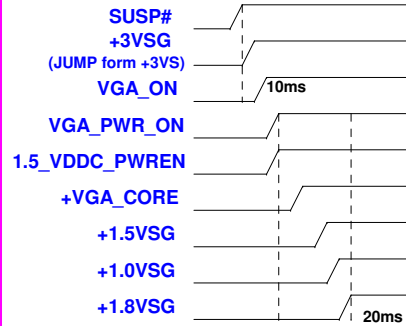 SUSP#
+3VSG
(JUMP form +3VS)
VGA_ON
10ms
VGA_PWR_ON
1.5_VDDC_PWREN
+VGA_CORE
+1.5VSG
+1.0VSG
+1.8VSG
20ms